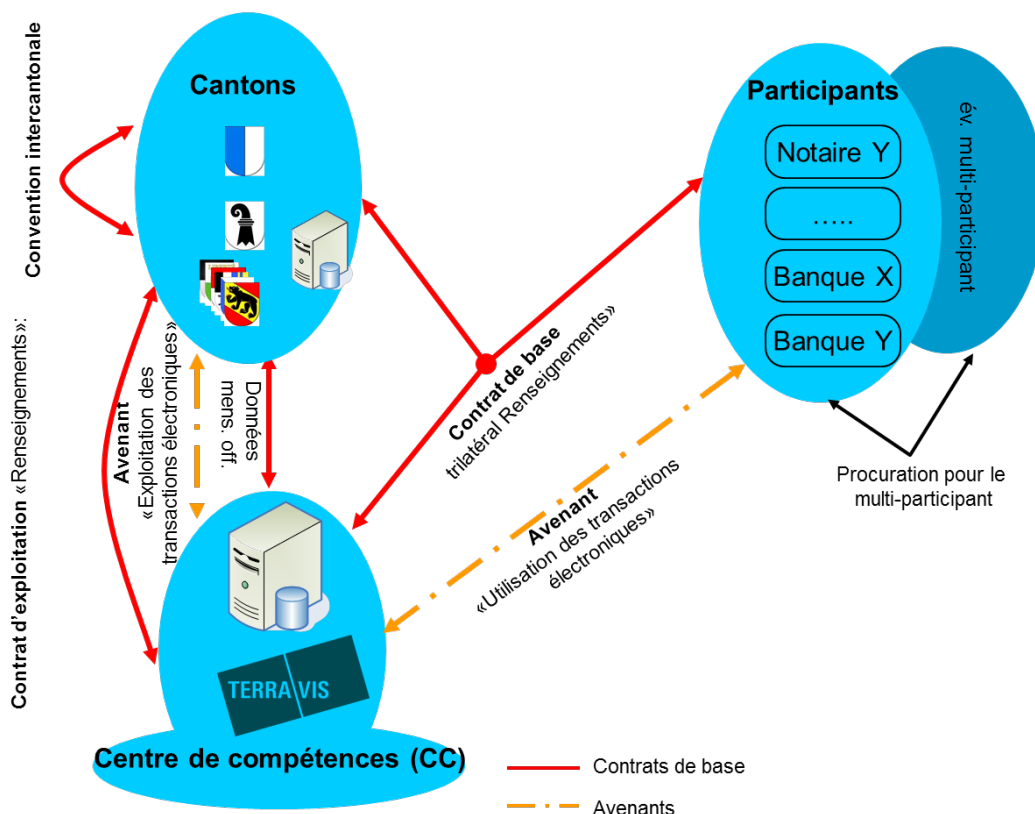 Convention intercantonale
Contrat d'exploitation «Renseignements»:
Cantons
Avenant
«Exploitation des
transactions électroniques»
Données
mens. off.
Contrat de base
trilatéral Renseignements»
Avenant
«Utilisation des transactions
électroniques»
Participants
Notaire Y
.....
Banque X
Banque Y
év. multi-participant
Procuration pour le
multi-participant
TERRAVIS
Centre de compétences (CC)
Contrats de base
Avenants